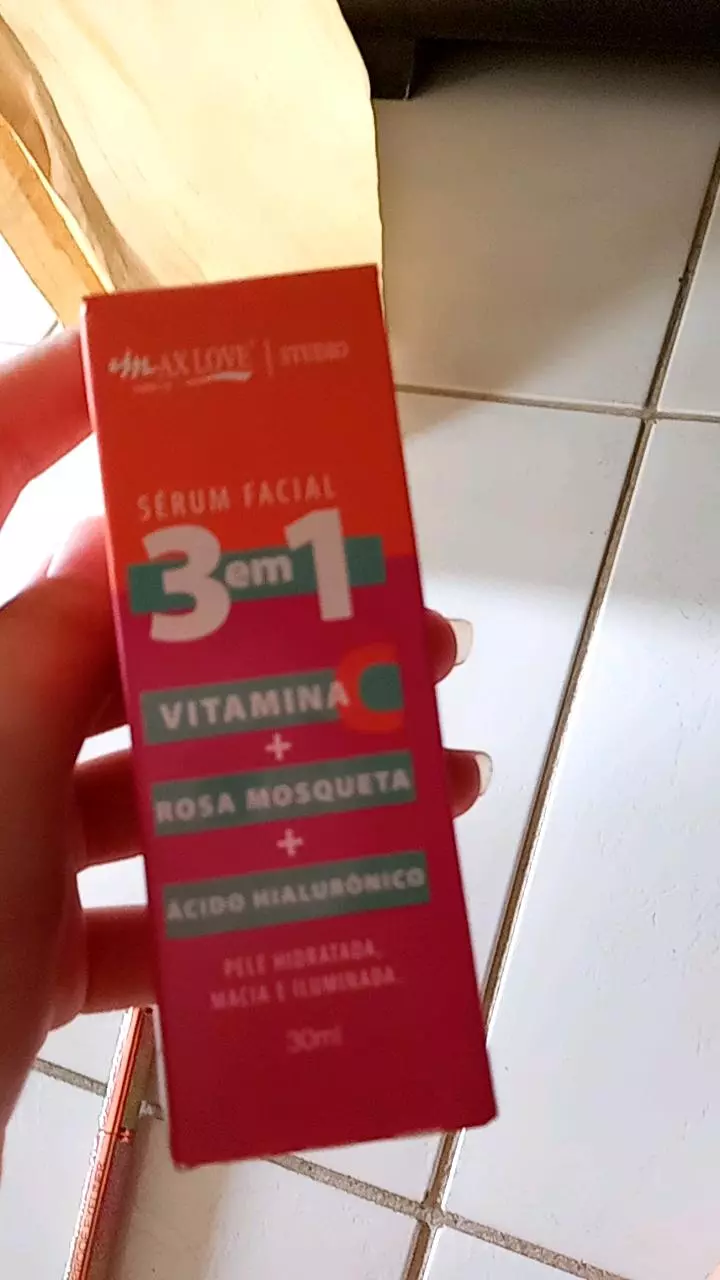 MAX LOVE | STUDIO
SÉRUM FACIAL
3 em 1
VITAMINA C
+
ROSA MOSQUETA
+
ÁCIDO HIALURÔNICO
PELE HIDRATADA,
MACIA E ILUMINADA.
30ml